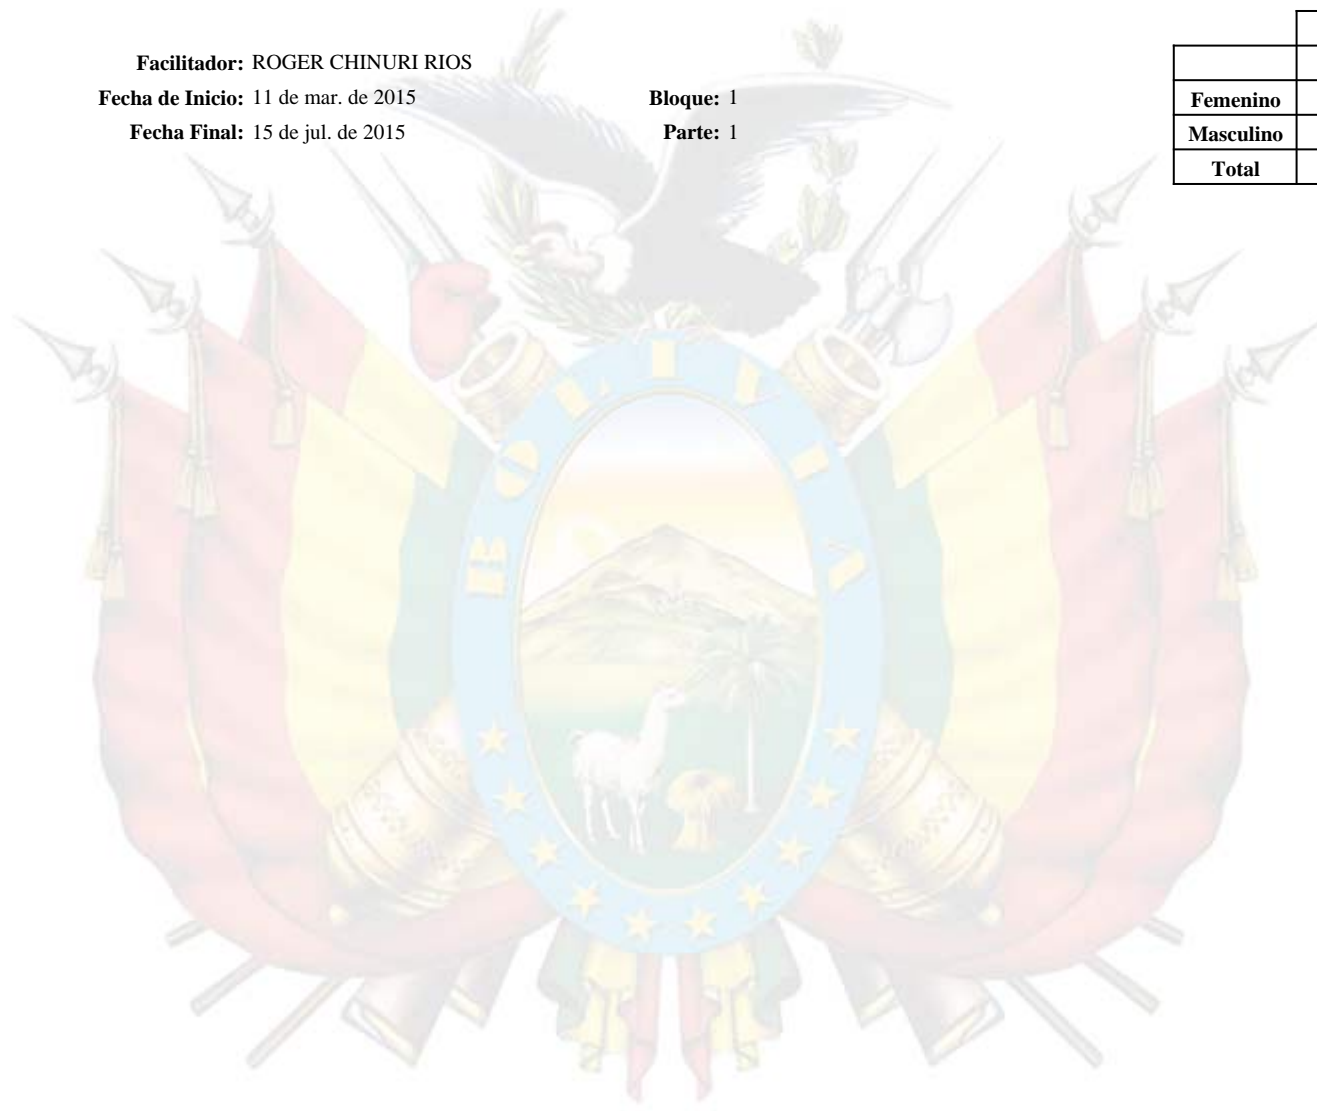 Facilitador: ROGER CHINURI RIOS
Fecha de Inicio: 11 de mar. de 2015 Bloque: 1
Fecha Final: 15 de jul. de 2015 Parte: 1
Femenino
Masculino
Total
BOLIVIA